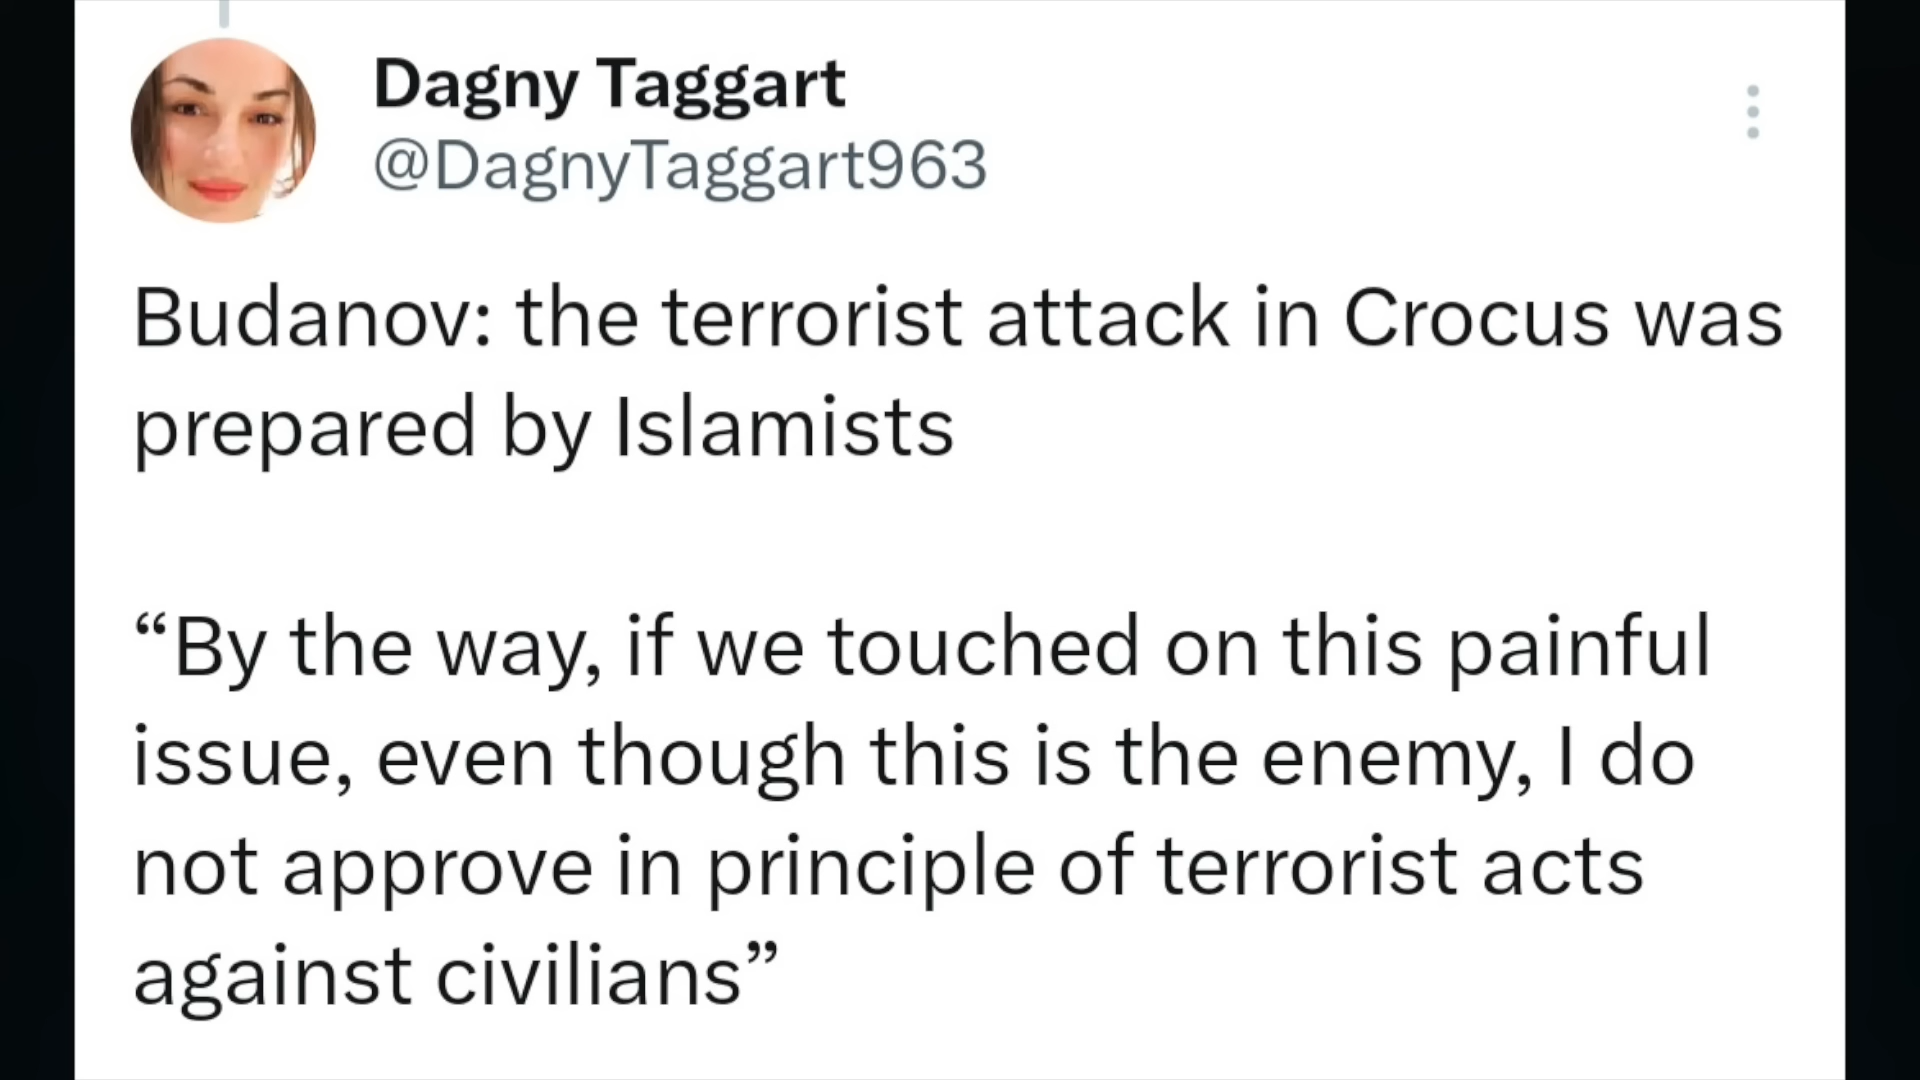 Dagny Taggart
@DagnyTaggart963
Budanov: the terrorist attack in Crocus was
prepared by Islamists
“By the way, if we touched on this painful
issue, even though this is the enemy, I do
not approve in principle of terrorist acts
against civilians”